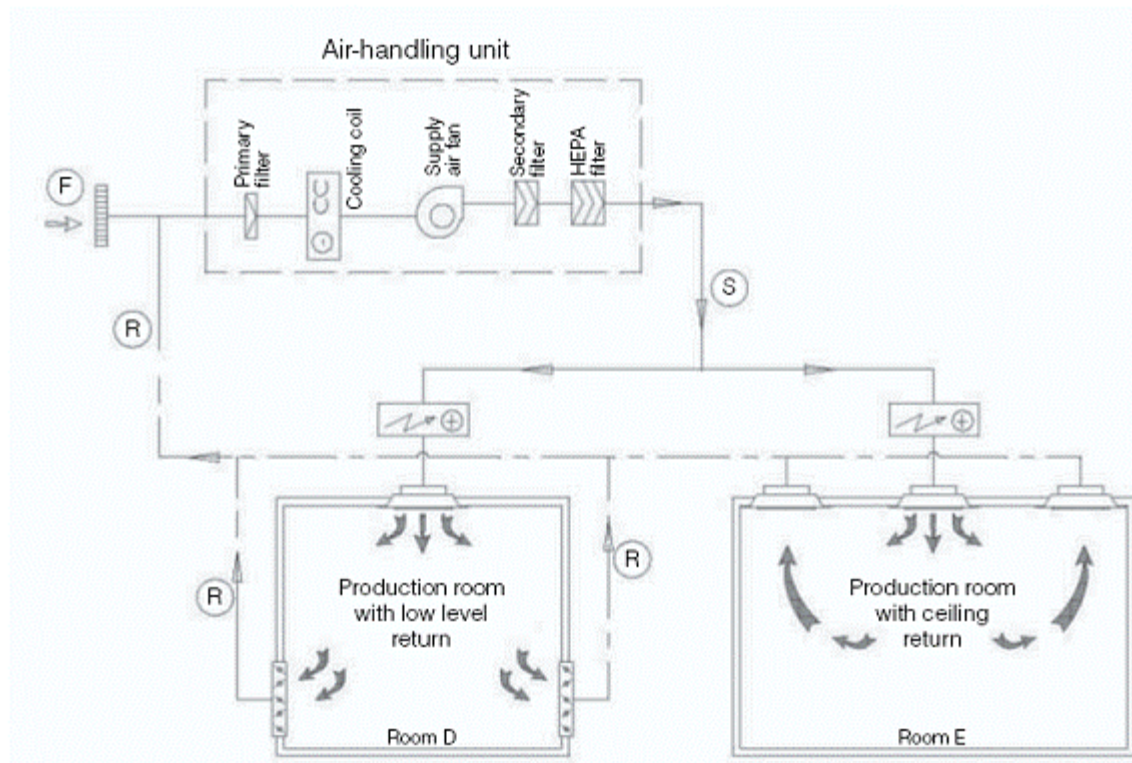 Air-handling unit
Primary
filter
Cooling coil
CC
Supply
air fan
Secondary
filter
HEPA
filter
F
R
S
R
R
Production room
with low level
return
Room D
Production room
with ceiling
return
Room E